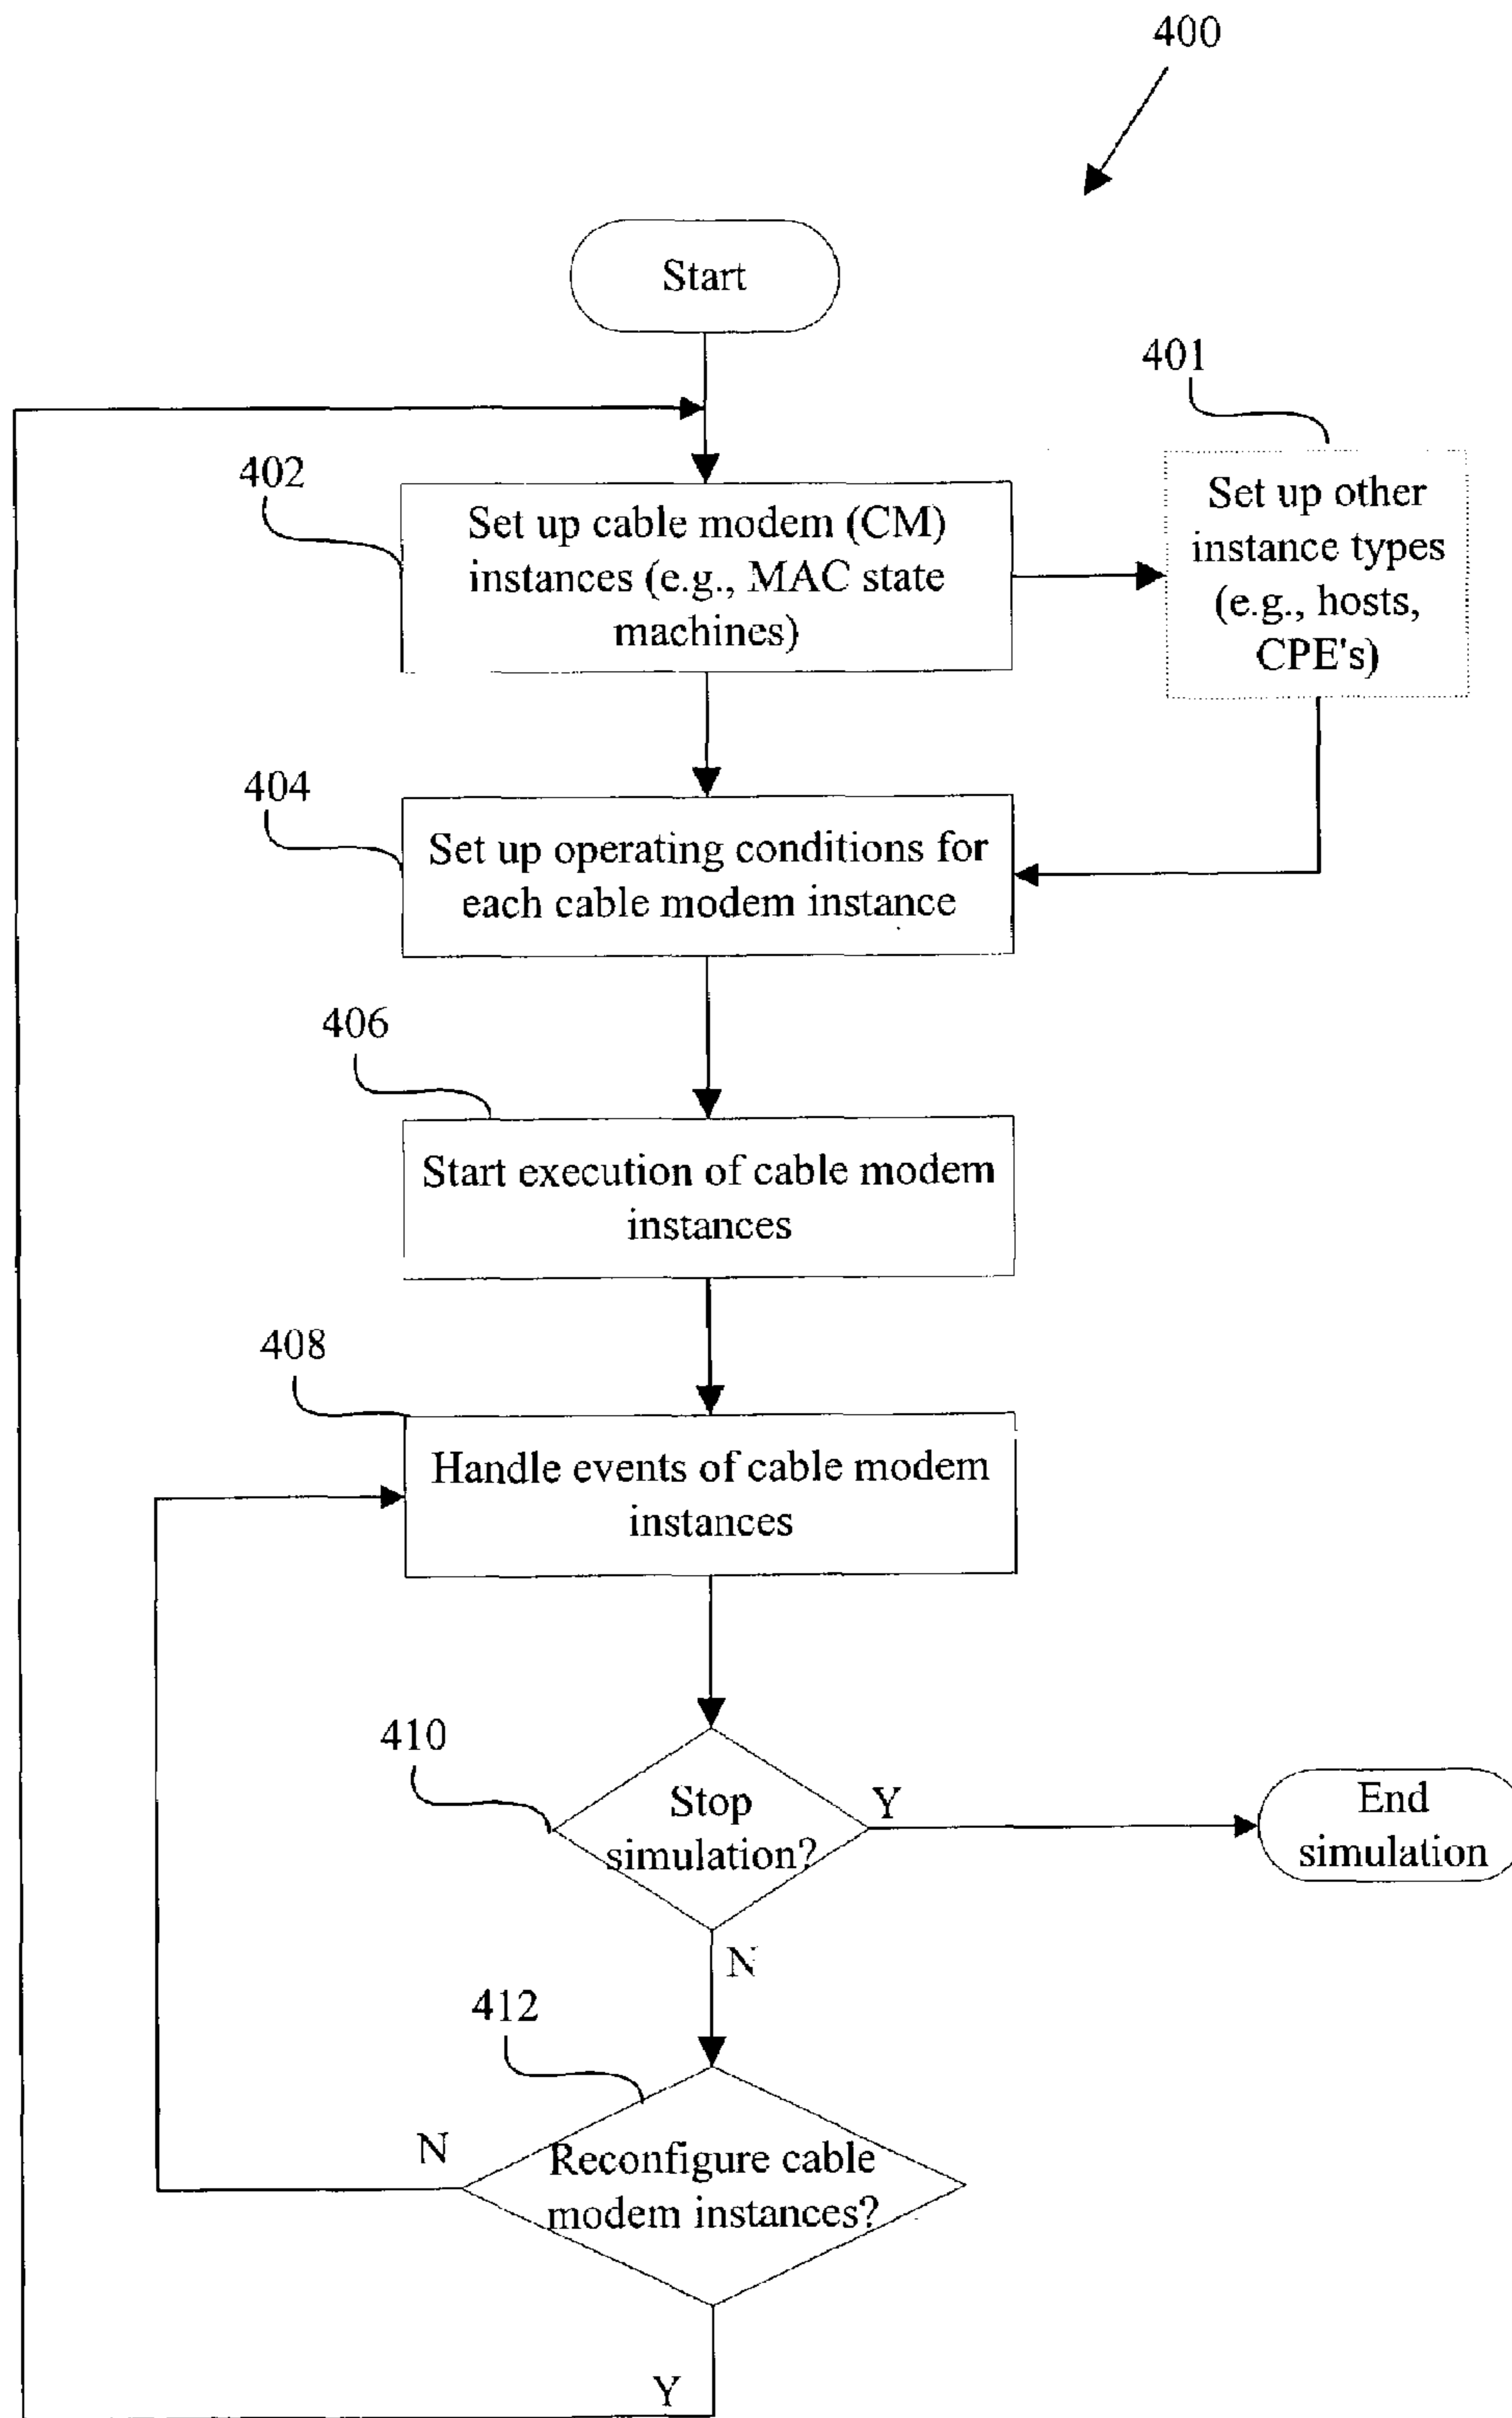 400
Start
401
402
Set up cable modem (CM)
instances (e.g., MAC state
machines)
Set up other
instance types
(e.g., hosts,
CPE's)
404
Set up operating conditions for
each cable modem instance
406
Start execution of cable modem
instances
408
Handle events of cable modem
instances
410
Stop
simulation?
Y
End
simulation
N
412
N
Reconfigure cable
modem instances?
Y